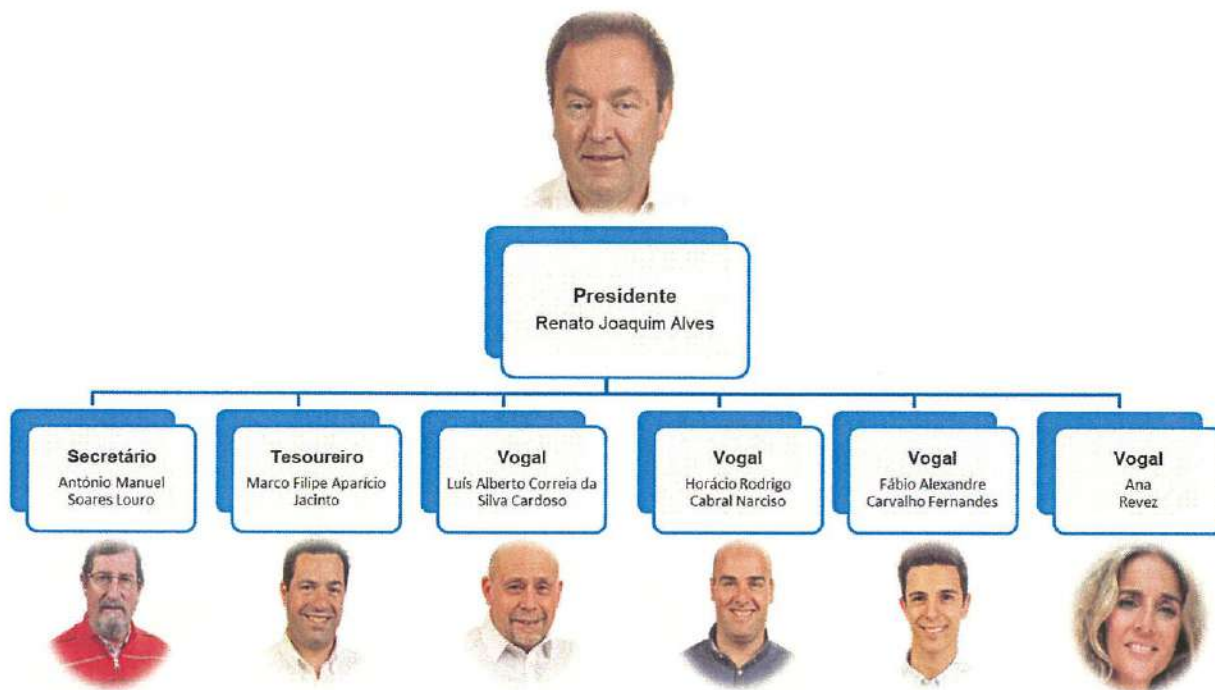 Presidente
Renato Joaquim Alves
Secretário
António Manuel
Soares Louro
Tesoureiro
Marco Filipe Aparício
Jacinto
Vogal
Luís Alberto Correia da
Silva Cardoso
Vogal
Horácio Rodrigo
Cabral Narciso
Vogal
Fábio Alexandre
Carvalho Fernandes
Vogal
Ana
Revez